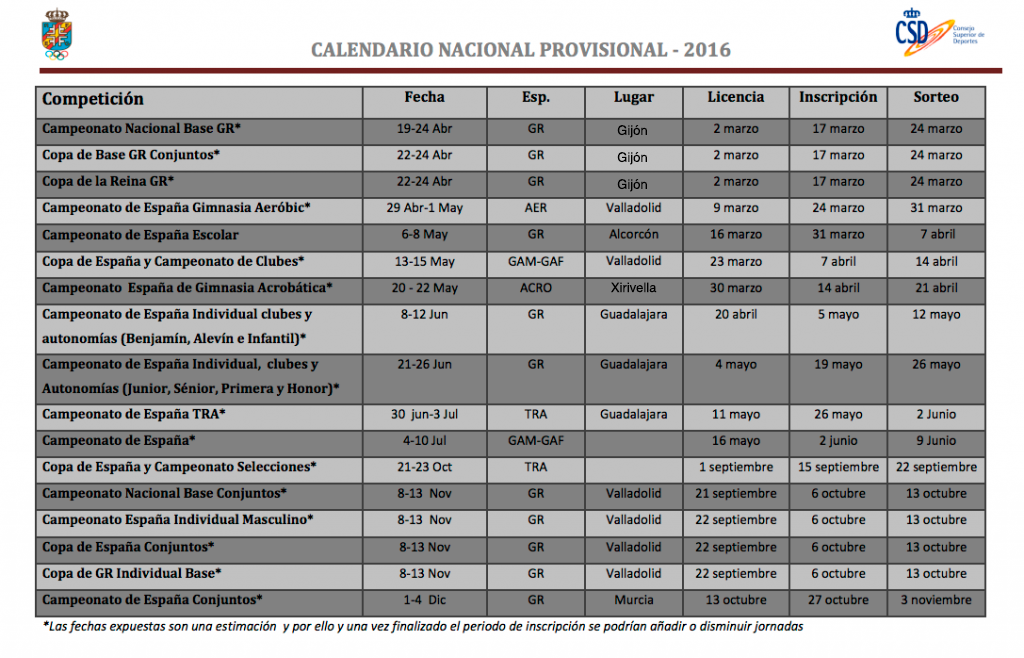 CALENDARIO NACIONAL PROVISIONAL - 2016
CSD Consejo
Superior de
Deportes
Competición Fecha Esp. Lugar Licencia Inscripción Sorteo
Campeonato Nacional Base GR* 19-24 Abr GR Gijón 2 marzo 17 marzo 24 marzo
Copa de Base GR Conjuntos* 22-24 Abr GR Gijón 2 marzo 17 marzo 24 marzo
Copa de la Reina GR* 22-24 Abr GR Gijón 2 marzo 17 marzo 24 marzo
Campeonato de España Gimnasia Aeróbic* 29 Abr-1 May AER Valladolid 9 marzo 24 marzo 31 marzo
Campeonato de España Escolar 6-8 May GR Alcorcón 16 marzo 31 marzo 7 abril
Copa de España y Campeonato de Clubes* 13-15 May GAM-GAF Valladolid 23 marzo 7 abril 14 abril
Campeonato España de Gimnasia Acrobática* 20 - 22 May ACRO Xirivella 30 marzo 14 abril 21 abril
Campeonato de España Individual clubes y 8-12 Jun GR Guadalajara 20 abril 5 mayo 12 mayo
autonomías (Benjamín, Alevín e Infantil)*
Campeonato de España Individual, clubes y 21-26 Jun GR Guadalajara 4 mayo 19 mayo 26 mayo
Autonomías (Junior, Sénior, Primera y Honor)*
Campeonato de España TRA* 30 jun-3 Jul TRA Guadalajara 11 mayo 26 mayo 2 Junio
Campeonato de España* 4-10 Jul GAM-GAF 16 mayo 2 junio 9 Junio
Copa de España y Campeonato Selecciones* 21-23 Oct TRA 1 septiembre 15 septiembre 22 septiembre
Campeonato Nacional Base Conjuntos* 8-13 Nov GR Valladolid 21 septiembre 6 octubre 13 octubre
Campeonato España Individual Masculino* 8-13 Nov GR Valladolid 22 septiembre 6 octubre 13 octubre
Copa de España Conjuntos* 8-13 Nov GR Valladolid 22 septiembre 6 octubre 13 octubre
Copa de GR Individual Base* 8-13 Nov GR Valladolid 22 septiembre 6 octubre 13 octubre
Campeonato de España Conjuntos* 1-4 Dic GR Murcia 13 octubre 27 octubre 3 noviembre
*Las fechas expuestas son una estimación y por ello y una vez finalizado el periodo de inscripción se podrían añadir o disminuir jornadas